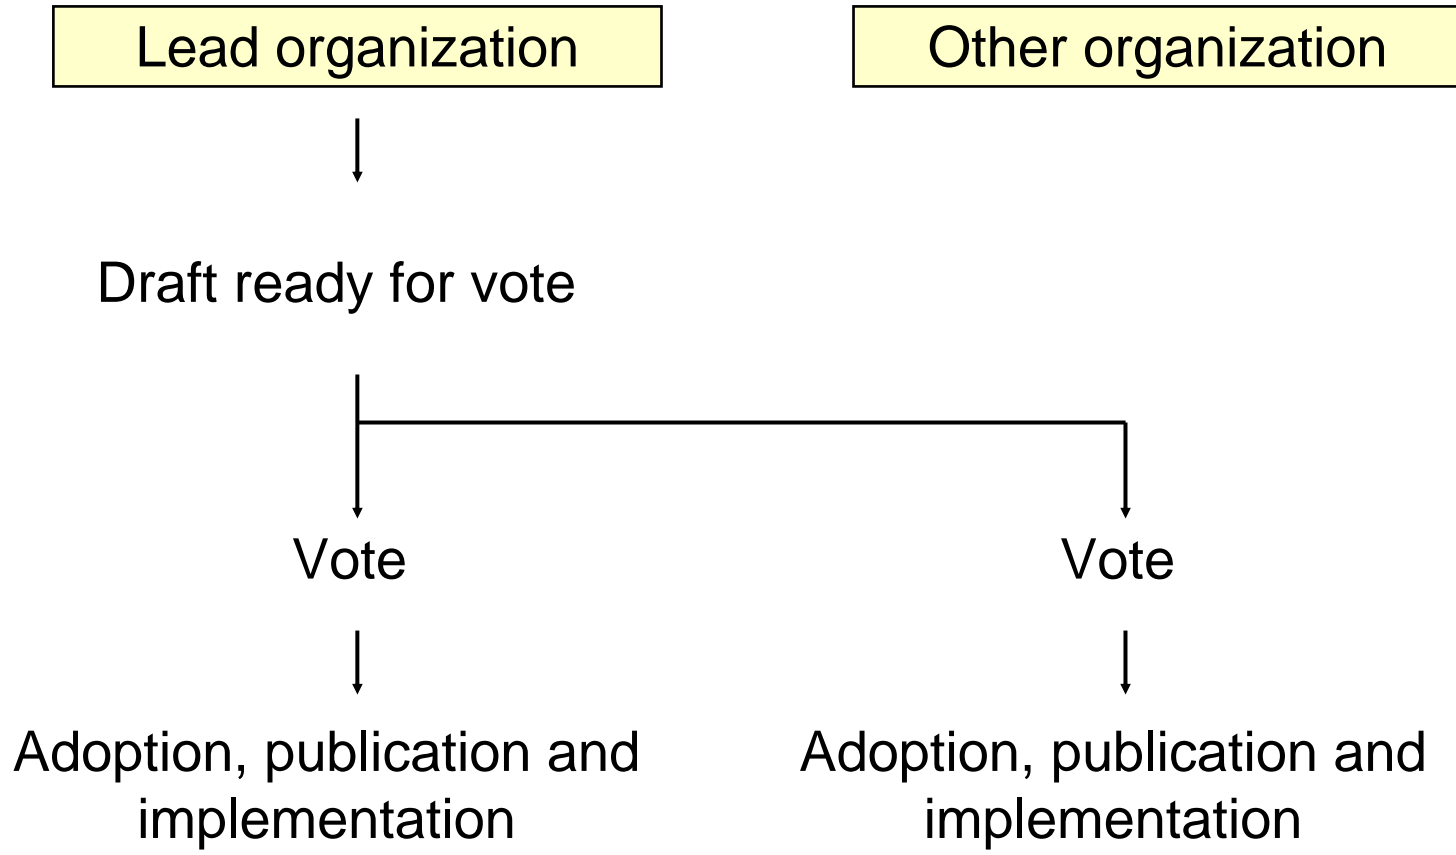 Lead organization
Other organization
Draft ready for vote
Vote
Vote
Adoption, publication and
implementation
Adoption, publication and
implementation